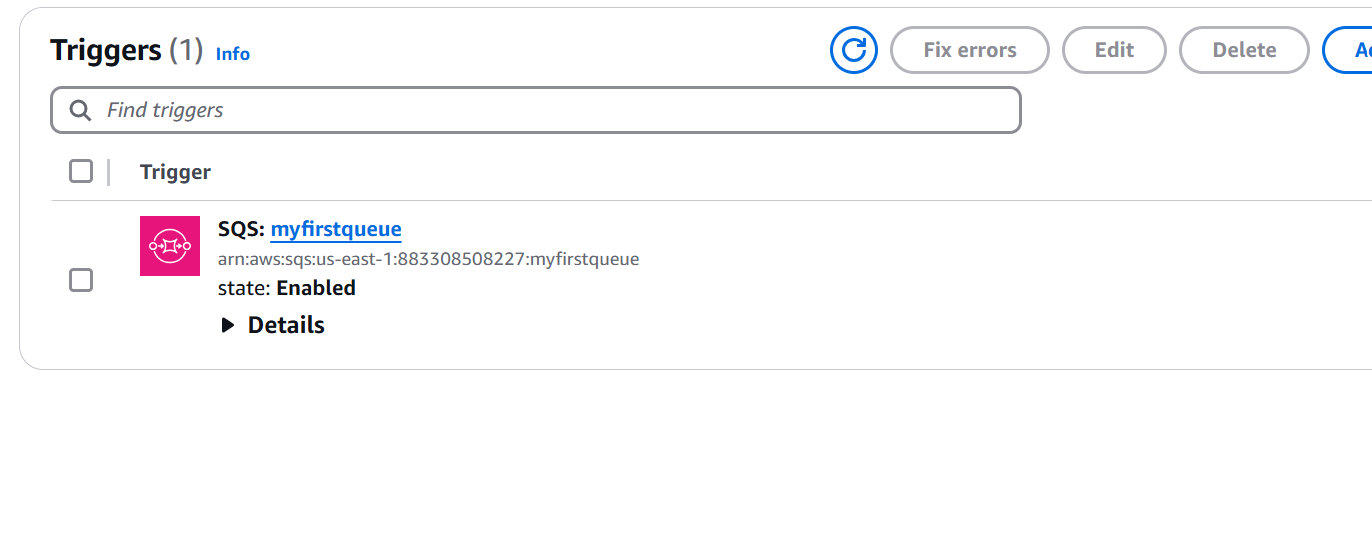 Triggers (1) Info
Fix errors
Edit
Delete
Find triggers
Trigger
SQS: myfirstqueue
arn:aws:sqs:us-east-1:883308508227:myfirstqueue
state: Enabled
Details